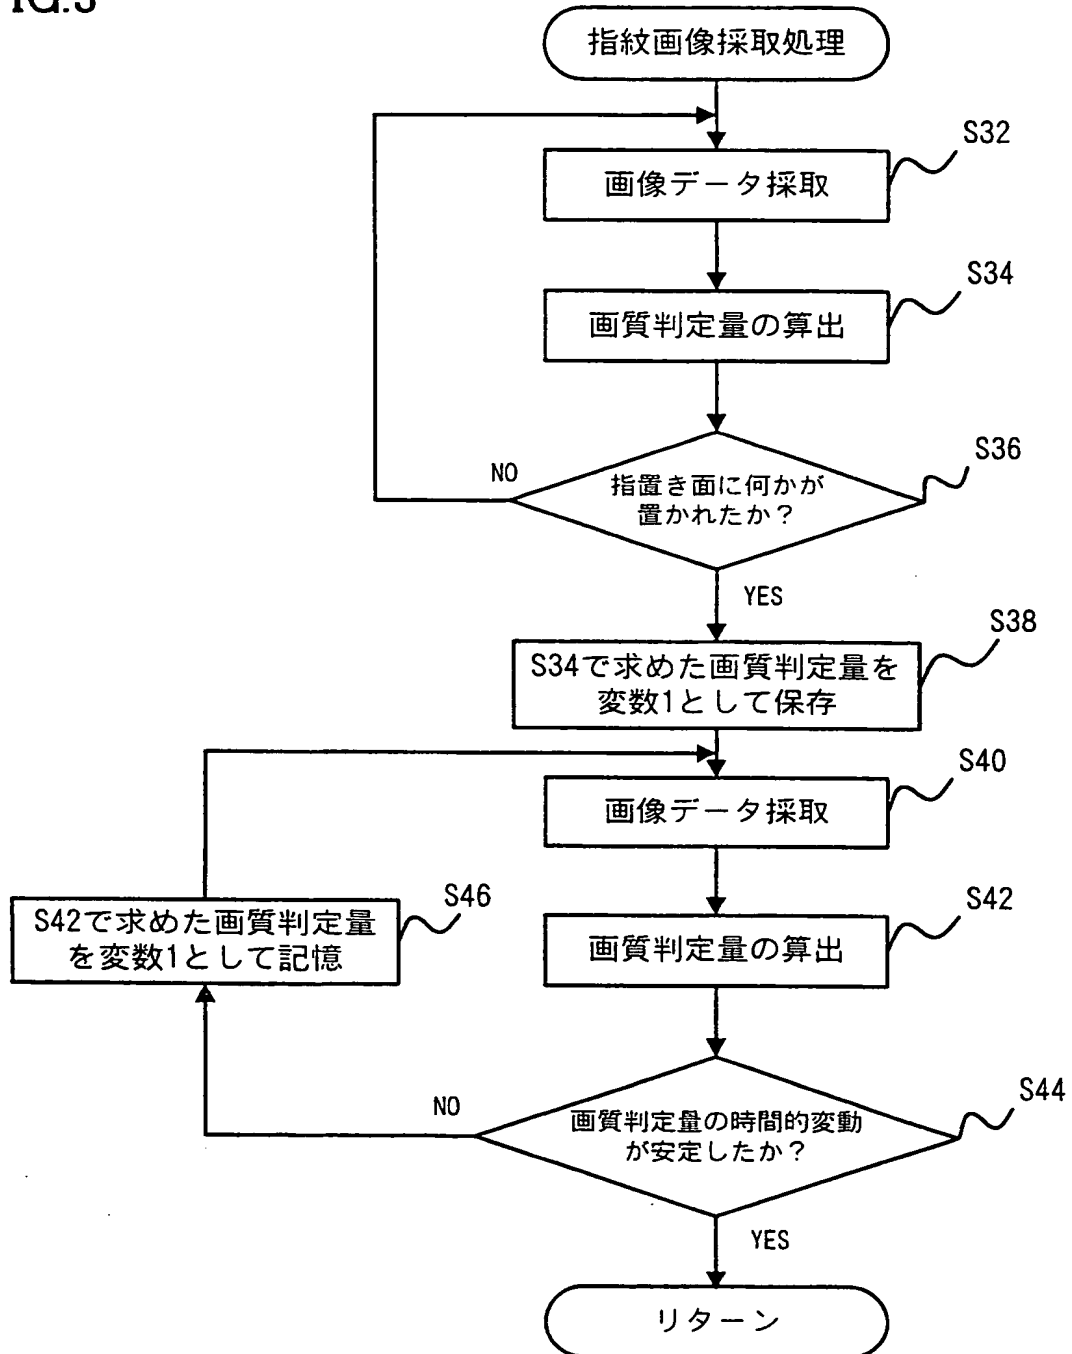 指紋画像採取処理
S32
画像データ採取
S34
画質判定量の算出
S36
NO
指置き面に何かが
置かれたか？
YES
S38
S34で求めた画質判定量を
変数1として保存
S40
画像データ採取
S46
S42で求めた画質判定量
を変数1として記憶
S42
画質判定量の算出
S44
NO
画質判定量の時間的変動
が安定したか？
YES
リターン